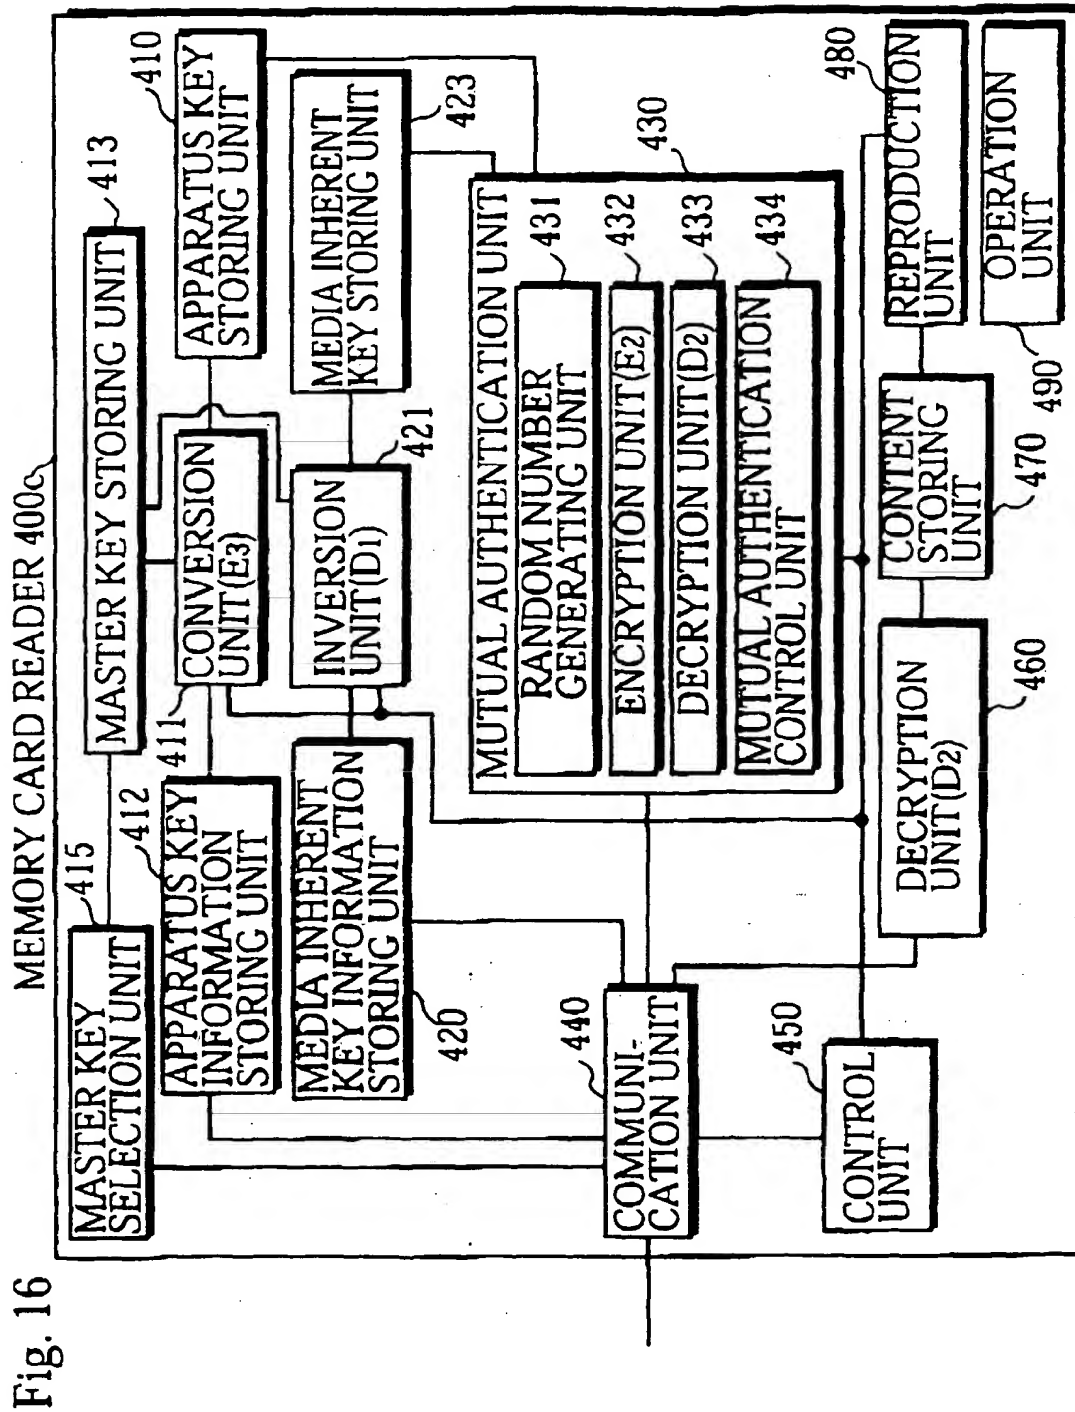 Fig. 16
MEMORY CARD READER 400c
MASTER KEY
SELECTION UNIT
415
MASTER KEY STORING UNIT
413
APPARATUS KEY
INFORMATION
STORING UNIT
412
411
CONVERSION
UNIT(E3)
APPARATUS KEY
STORING UNIT
410
MEDIA INHERENT
KEY INFORMATION
STORING UNIT
420
INVERSION
UNIT(D1)
421
MEDIA INHERENT
KEY STORING UNIT
423
COMMUNI-
CATION UNIT
440
MUTUAL AUTHENTICATION UNIT
430
RANDOM NUMBER
GENERATING UNIT
431
ENCRYPTION UNIT(E2)
432
DECRYPTION UNIT(D2)
433
MUTUAL AUTHENTICATION
CONTROL UNIT
434
CONTROL
UNIT
450
DECRYPTION
UNIT(D2)
460
CONTENT
STORING
UNIT
470
REPRODUCTION
UNIT
480
OPERATION
UNIT
490